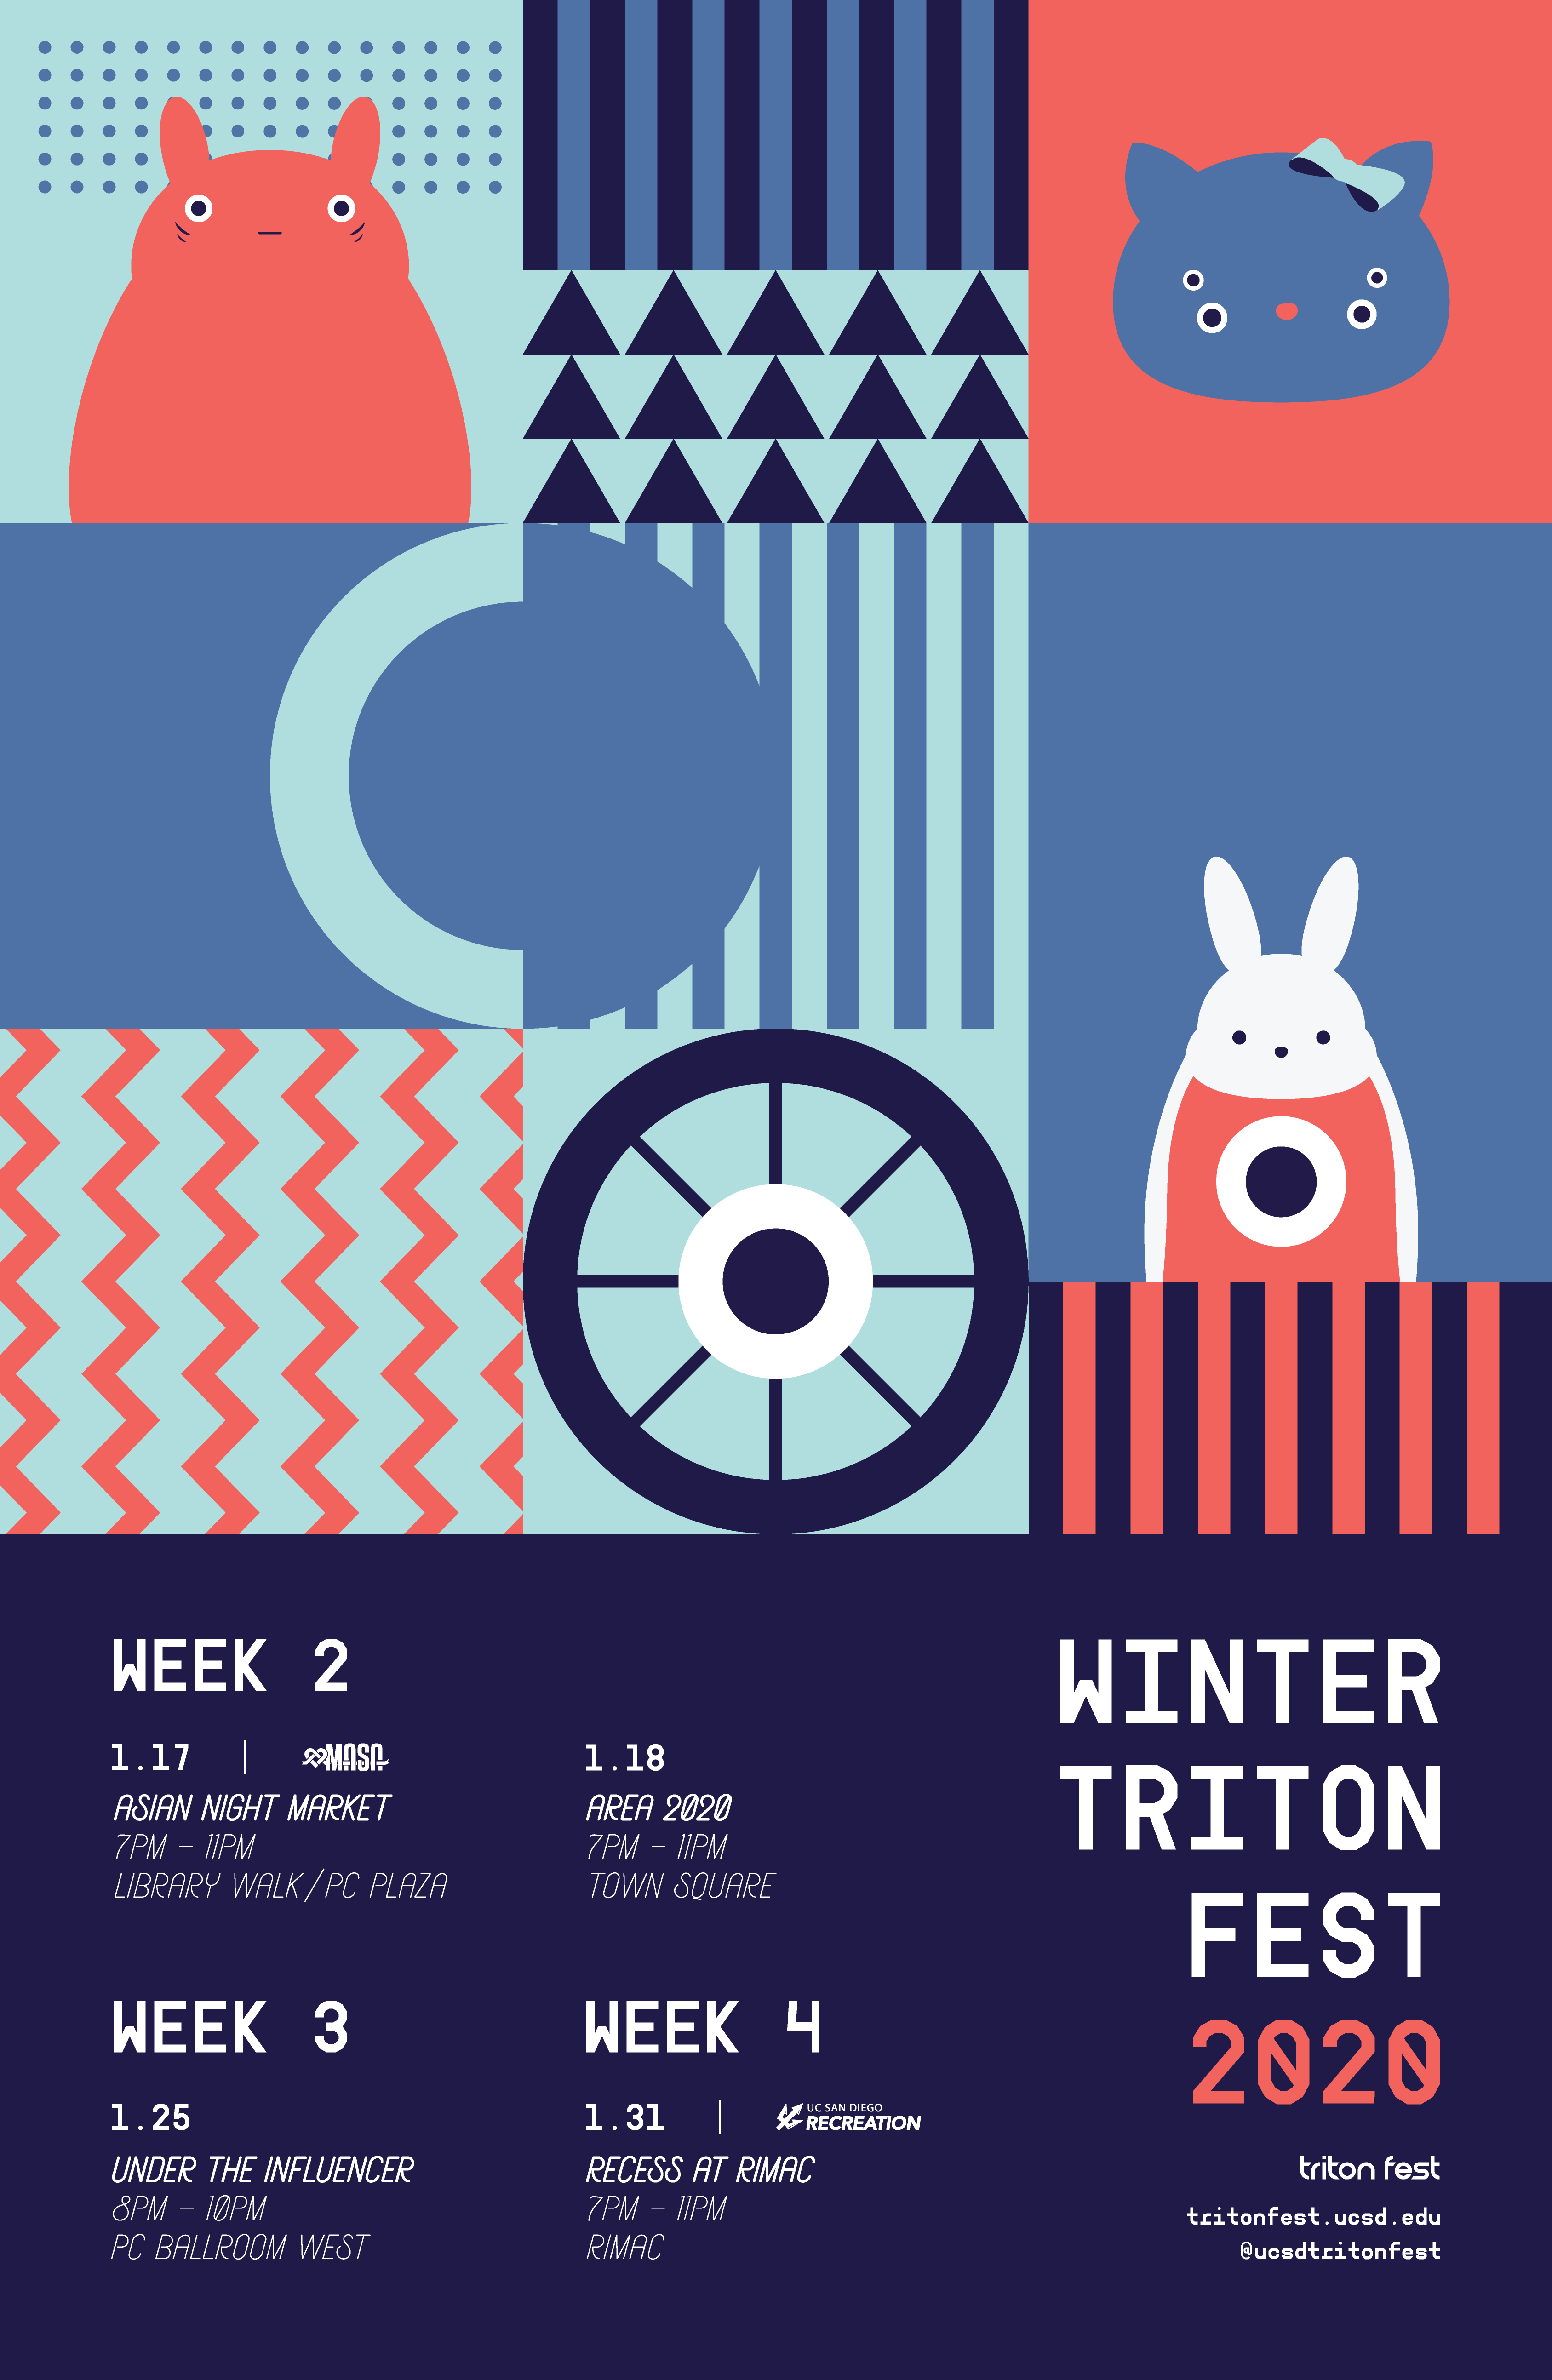 WEEK 2
1.17 | MASA
ASIAN NIGHT MARKET
7PM – 11PM
LIBRARY WALK/PC PLAZA
1.18
AREA 2020
7PM – 11PM
TOWN SQUARE
WEEK 3
1.25
UNDER THE INFLUENCER
8PM – 10PM
PC BALLROOM WEST
WEEK 4
1.31 | UC SAN DIEGO
RECREATION
RECESS AT RIMAC
7PM – 11PM
RIMAC
WINTER
TRITON
FEST
2020
triton fest
tritonfest.ucsd.edu
@ucsdtritonfest